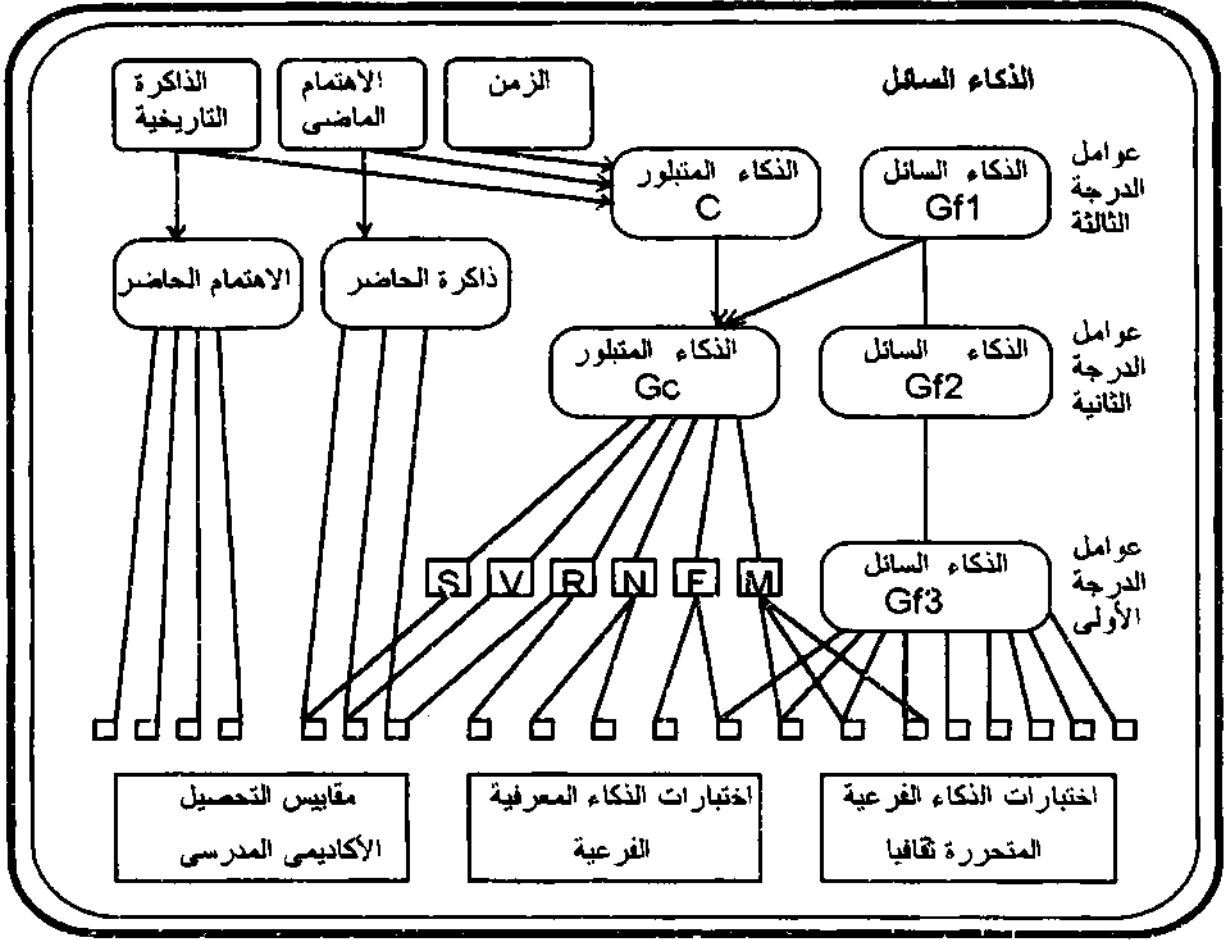 الذكاء السائل
الزمن
الاهتمام
الماضى
الذاكرة
التاريخية
عوامل
الدرجة
الثالثة
الذكاء السائل
Gf1
الذكاء المتبلور
C
ذاكرة الحاضر
الاهتمام الحاضر
عوامل
الدرجة
الثانية
الذكاء السائل
Gf2
الذكاء المتبلور
Gc
عوامل
الدرجة
الأولى
الذكاء السائل
Gf3
S V R N F M
اختبارات الذكاء الفرعية
المتحررة ثقافيا
اختبارات الذكاء المعرفية
الفرعية
مقاييس التحصيل
الأكاديمى المدرسى